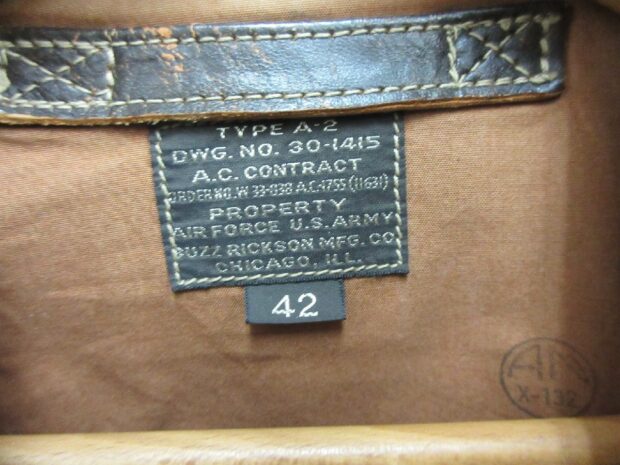 TYPE A-2
DWG. NO. 30-1415
A.C. CONTRACT
ORDER NO. W 33-038 A.C. 1755 (11631)
PROPERTY
AIR FORCE U.S. ARMY
BUZZ RICKSON MFG. CO
CHICAGO, ILL.
42
X-132